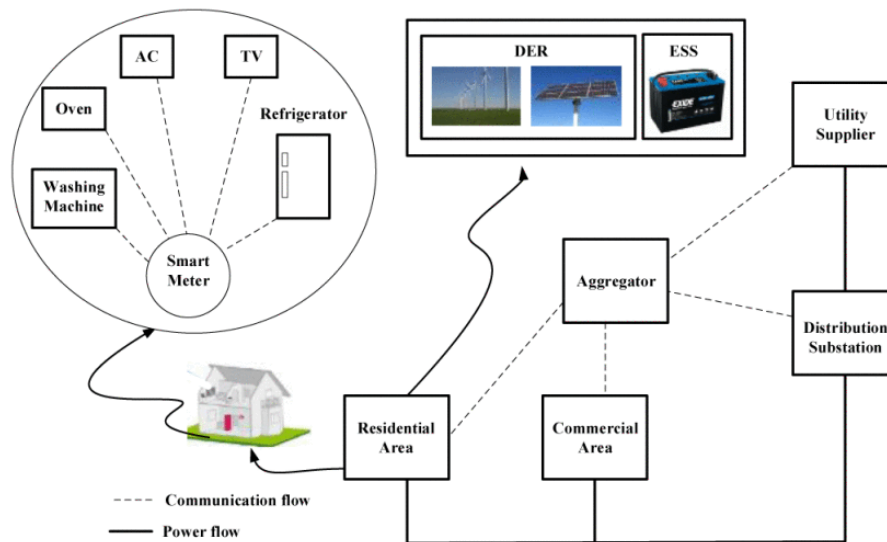 AC
TV
DER
ESS
EXIDE
Oven
Refrigerator
Utility
Supplier
Washing
Machine
Smart
Meter
Aggregator
Distribution
Substation
Residential
Area
Commercial
Area
Communication flow
Power flow